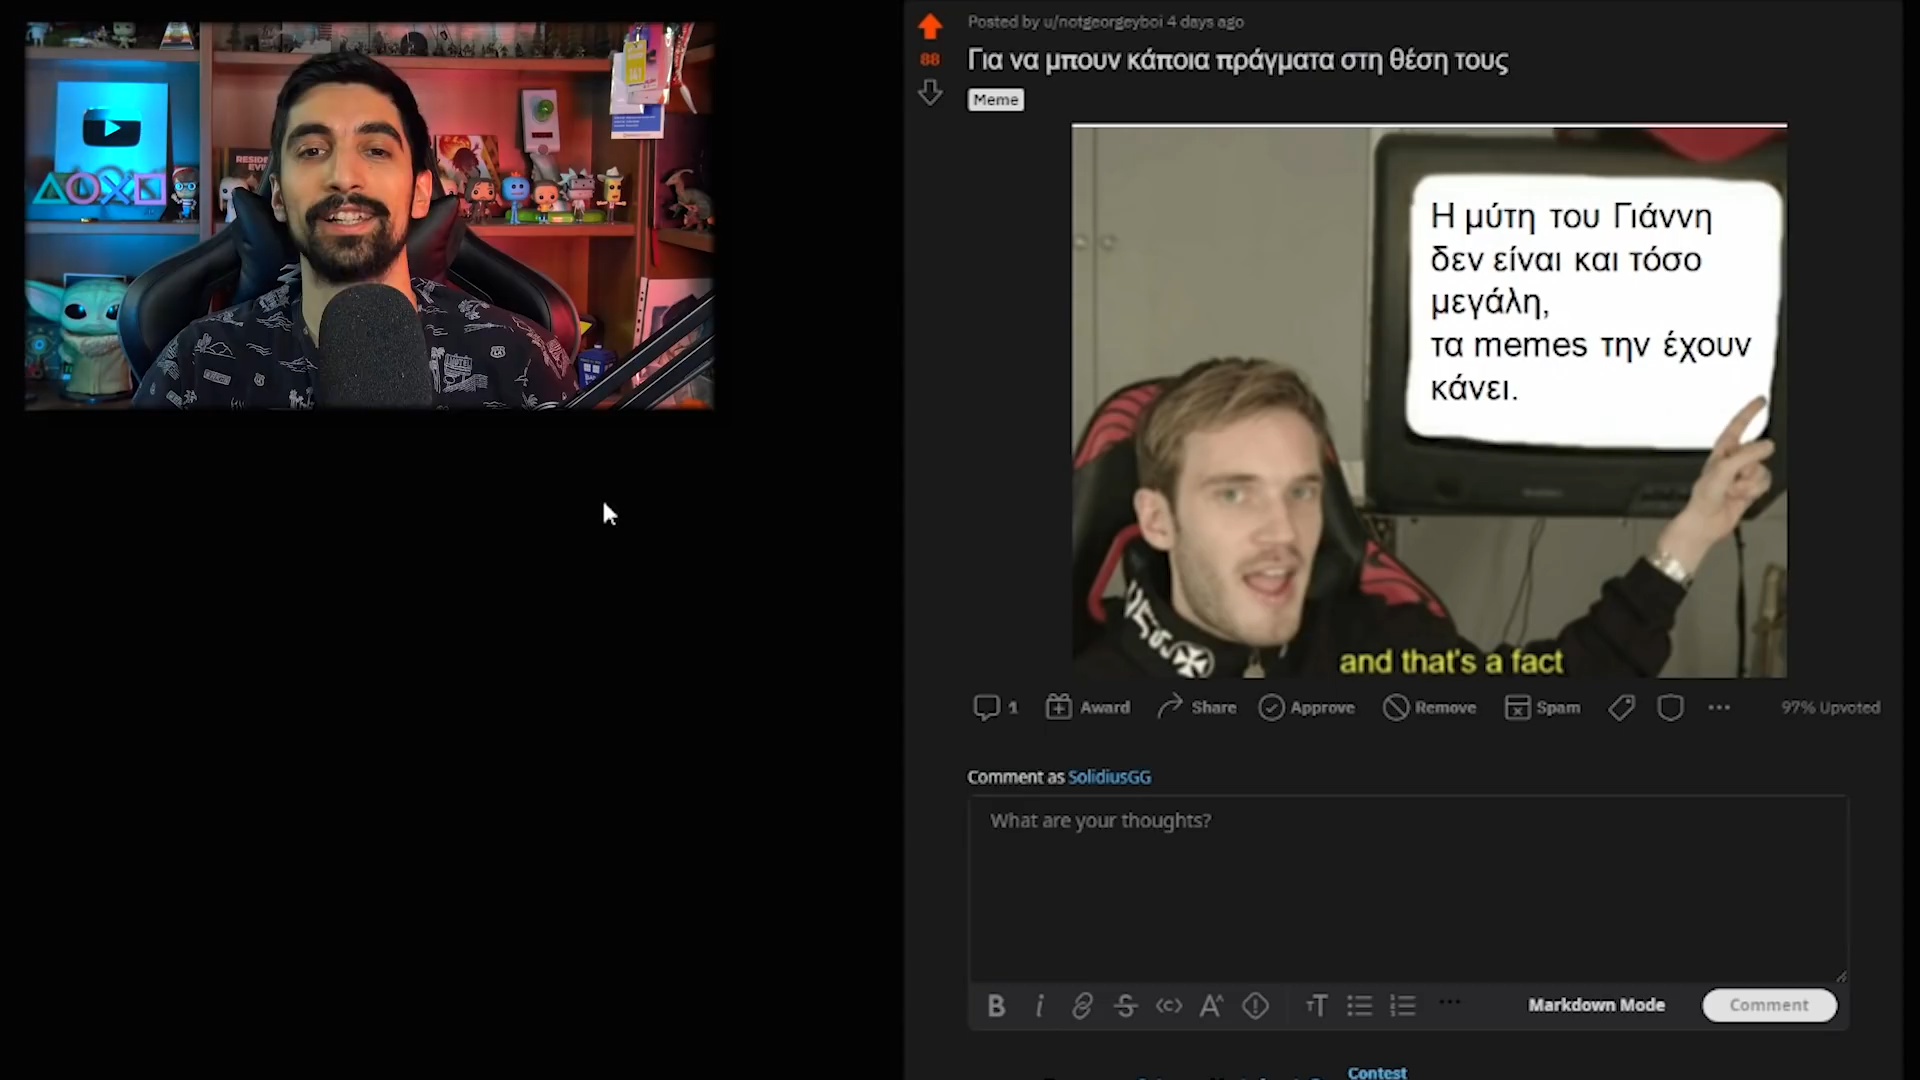 Posted by u/notgeorgeyboi 4 days ago
88
Για να μπουν κάποια πράγματα στη θέση τους
Meme
Η μύτη του Γιάννη
δεν είναι και τόσο
μεγάλη,
τα memes την έχουν
κάνει.
and that's a fact
1 Award Share Approve Remove Spam 97% Upvoted
Comment as SolidiusGG
What are your thoughts?
Markdown Mode Comment
Contest